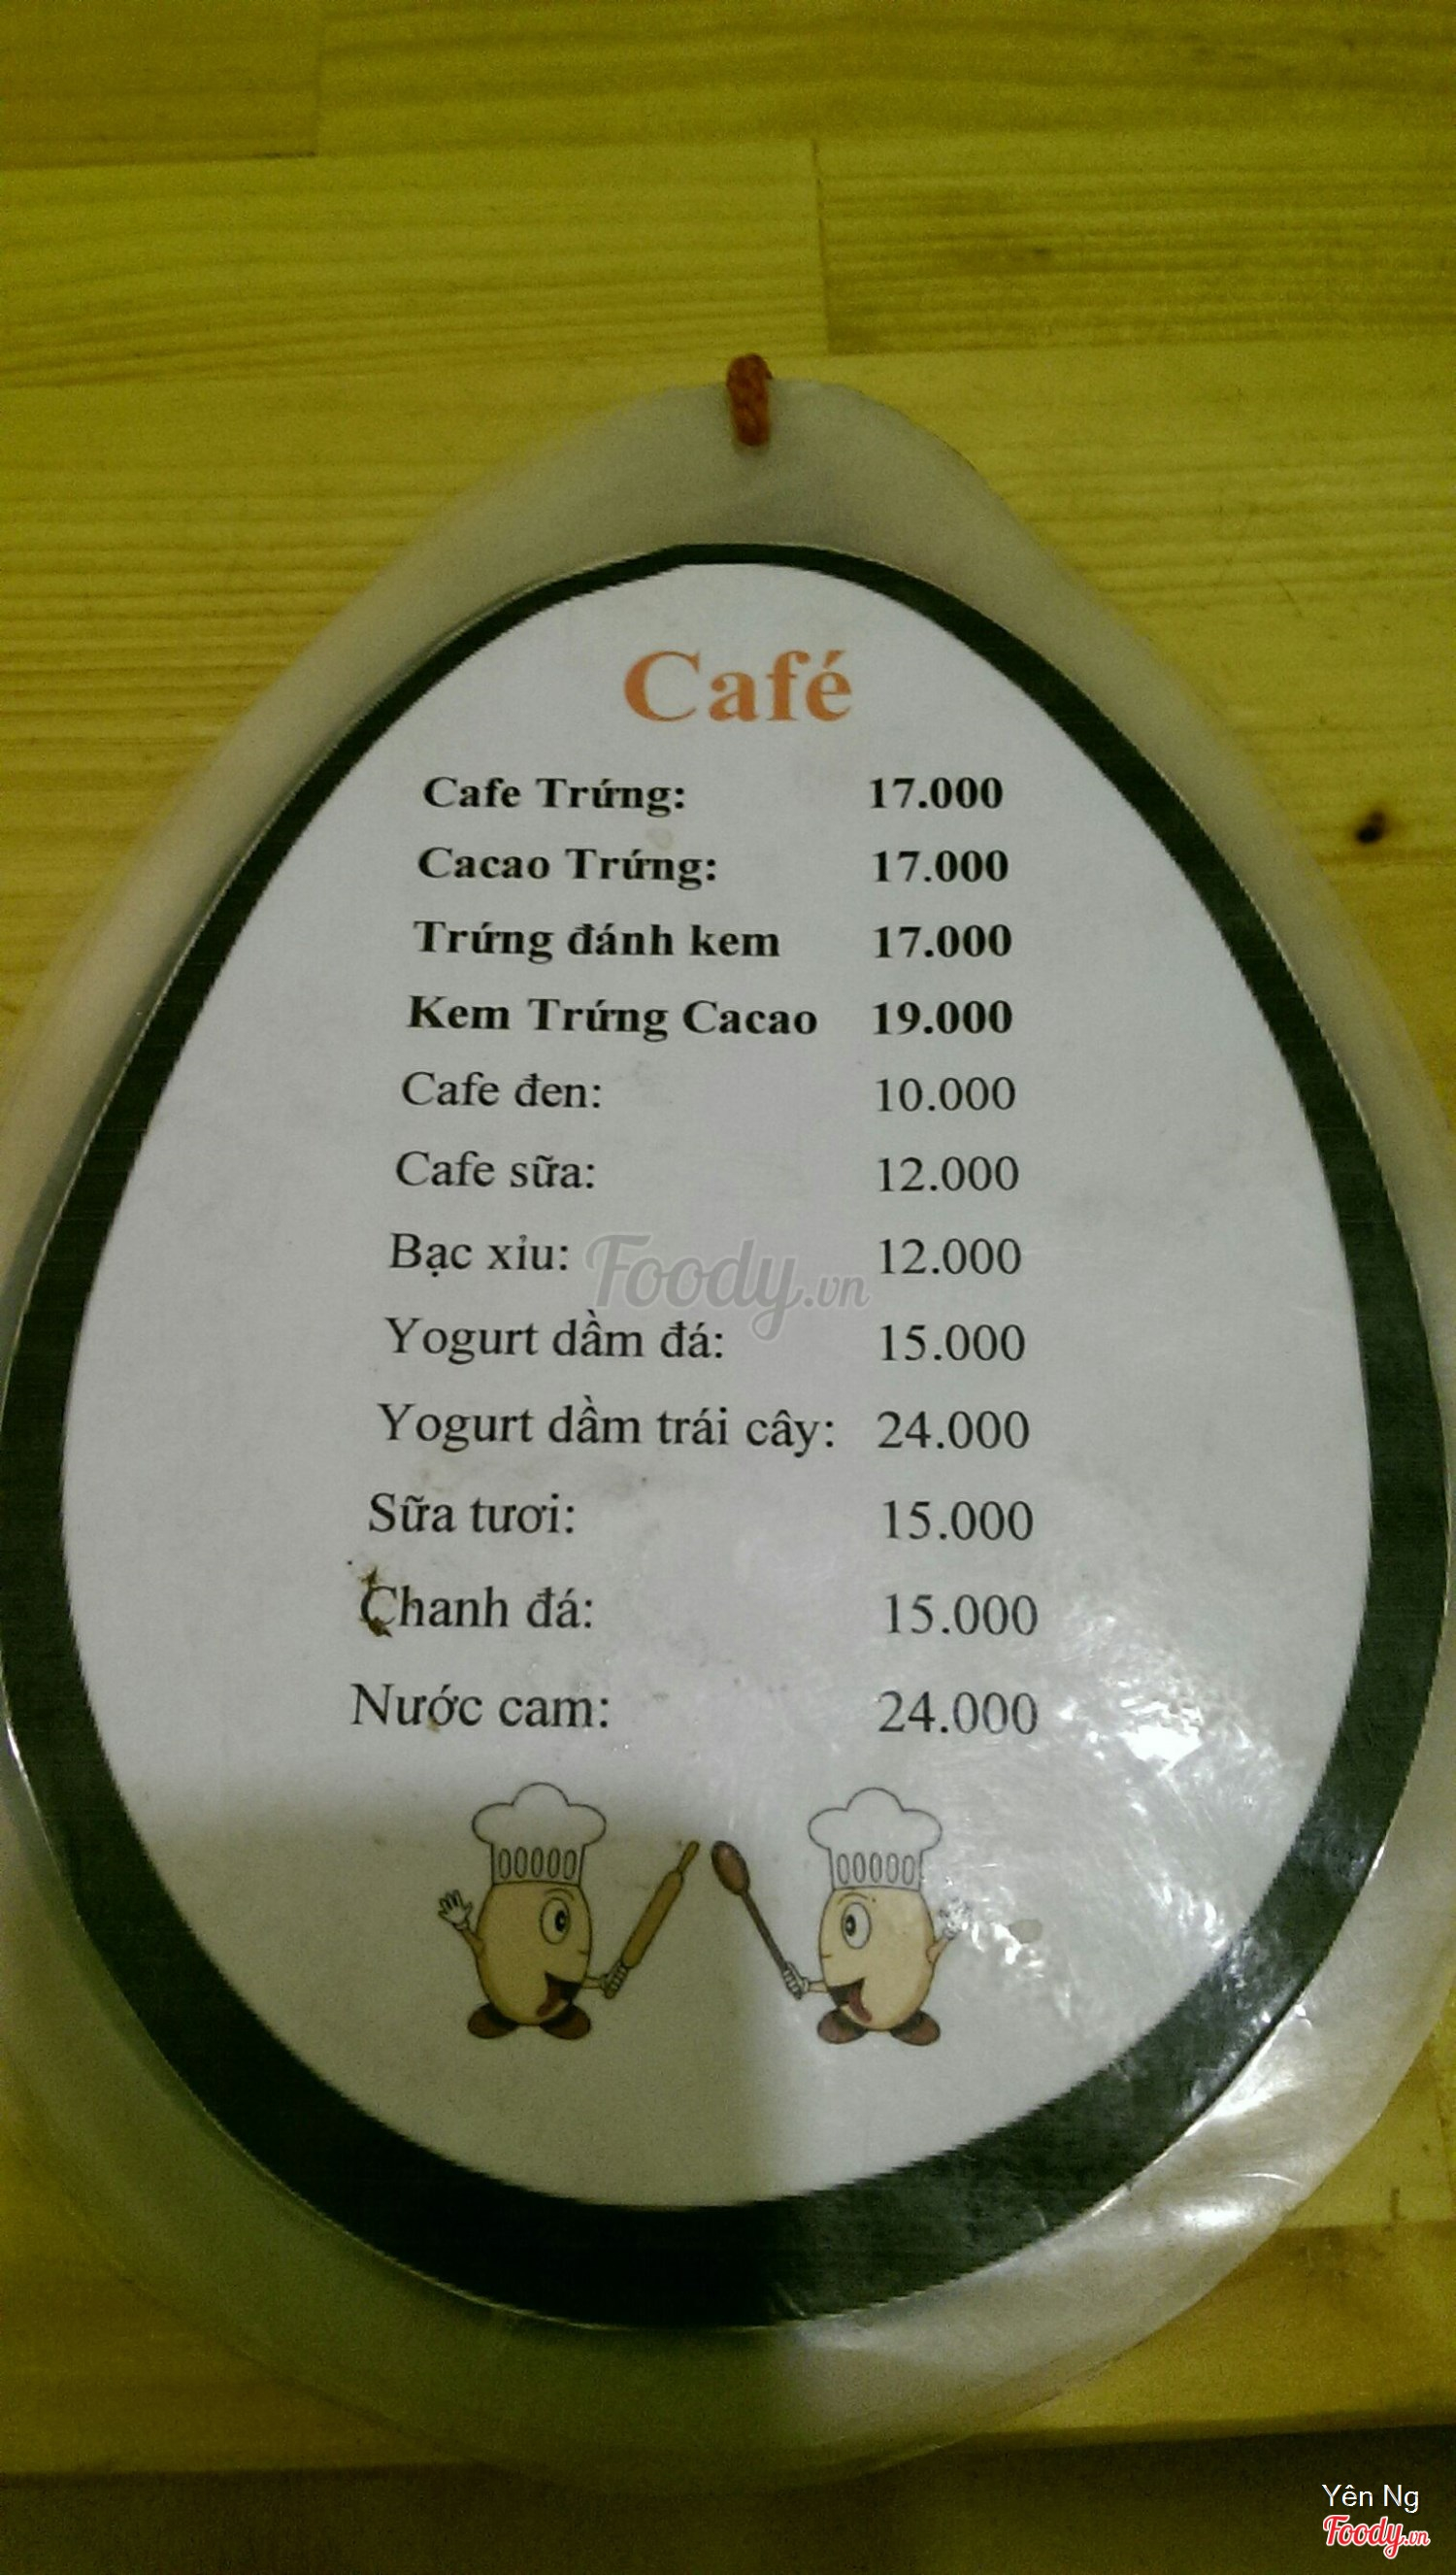 Café
Cafe Trứng: 17.000
Cacao Trứng: 17.000
Trứng đánh kem 17.000
Kem Trứng Cacao 19.000
Cafe đen: 10.000
Cafe sữa: 12.000
Bạc xỉu: 12.000
Foody.vn
Yogurt dầm đá: 15.000
Yogurt dầm trái cây: 24.000
Sữa tươi: 15.000
Chanh đá: 15.000
Nước cam: 24.000
Yên Ng
Foody.vn